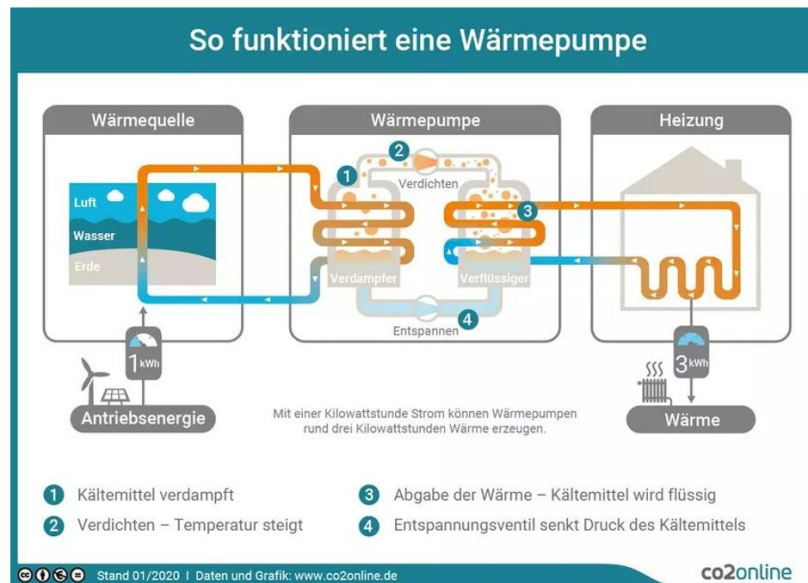 So funktioniert eine Wärmepumpe
Wärmequelle
Wärmepumpe
Heizung
Luft
Wasser
Erde
1
2
Verdichten
3
Verdampfer
Verflüssiger
4
Entspannen
1 kWh
3 kWh
Antriebsenergie
Mit einer Kilowattstunde Strom können Wärmepumpen
rund drei Kilowattstunden Wärme erzeugen.
Wärme
1 Kältemittel verdampft
2 Verdichten – Temperatur steigt
3 Abgabe der Wärme – Kältemittel wird flüssig
4 Entspannungsventil senkt Druck des Kältemittels
Stand 01/2020 | Daten und Grafik: www.co2online.de
co2online